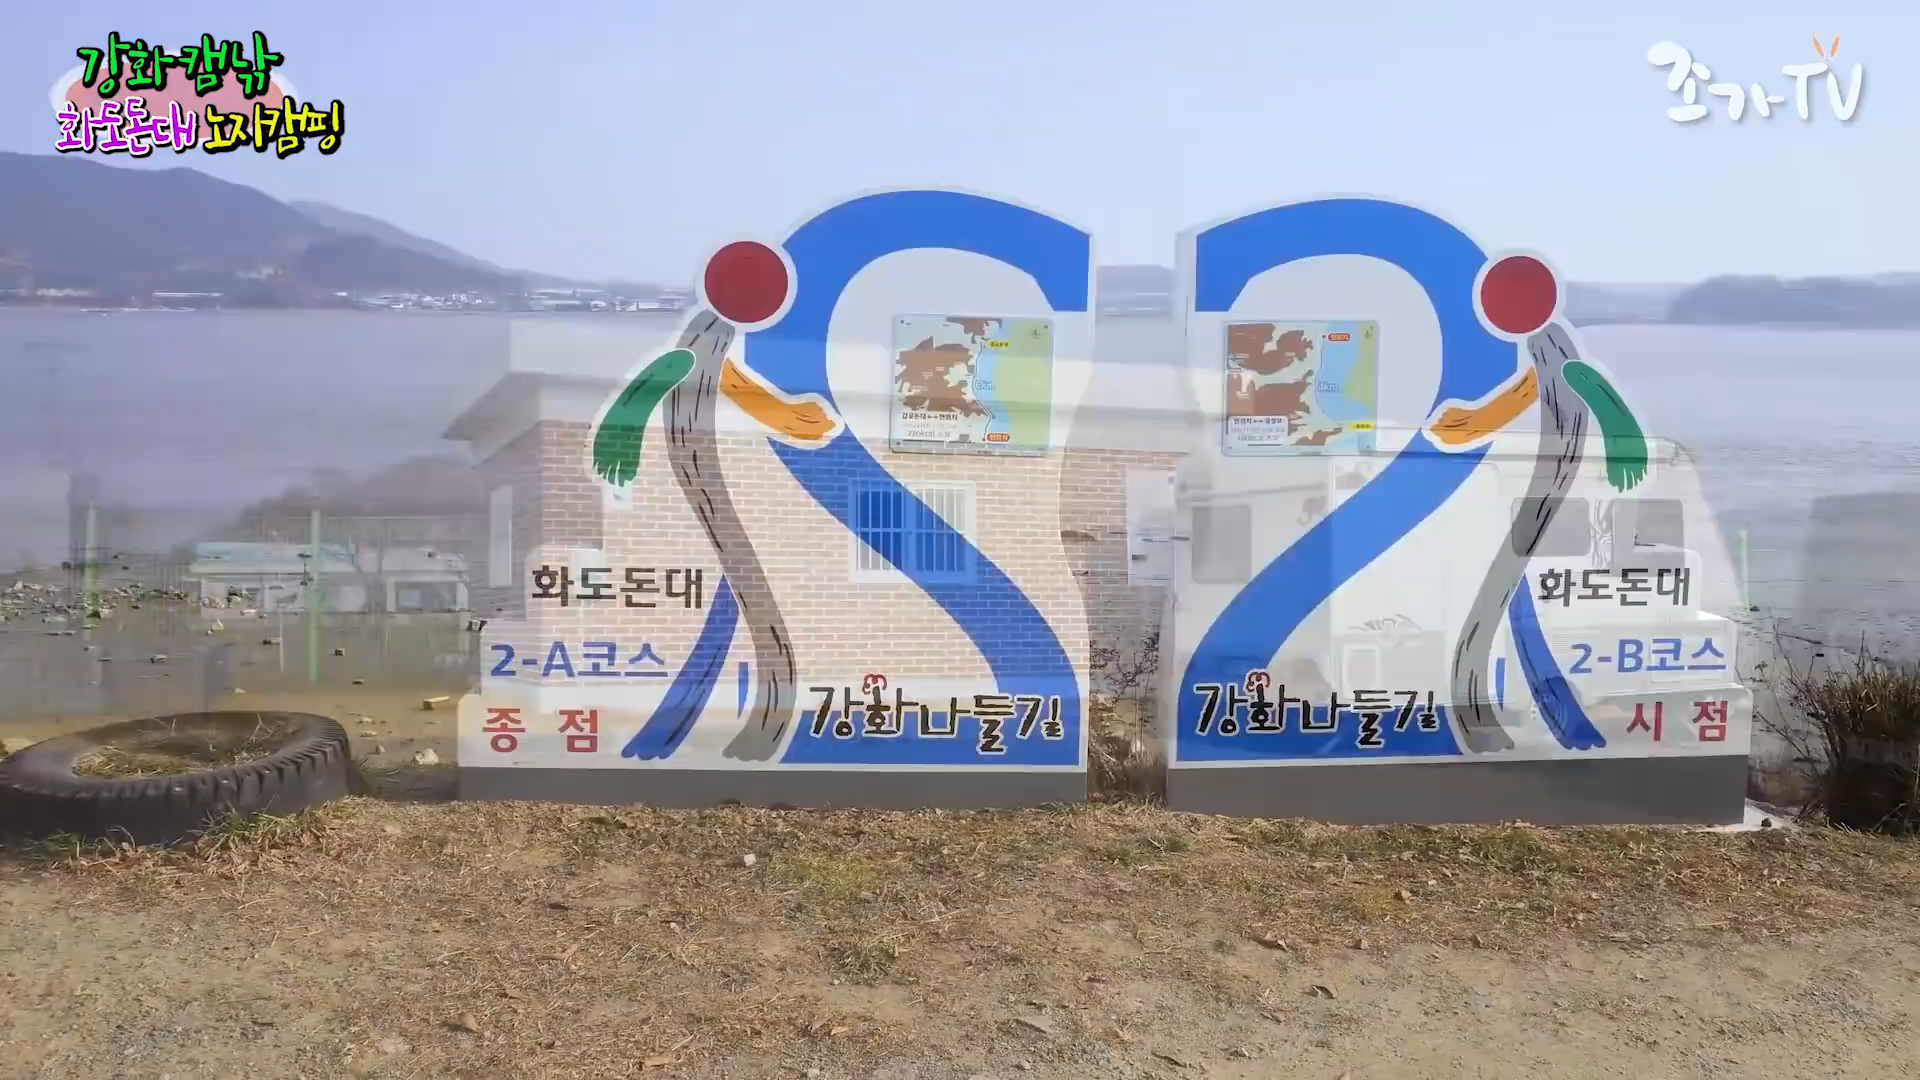 강화 캠낚
화도돈대 노지캠핑
조가TV
6km
3km
화도돈대
2-A코스
종 점
강화나들길
강화나들길
화도돈대
2-B코스
시 점